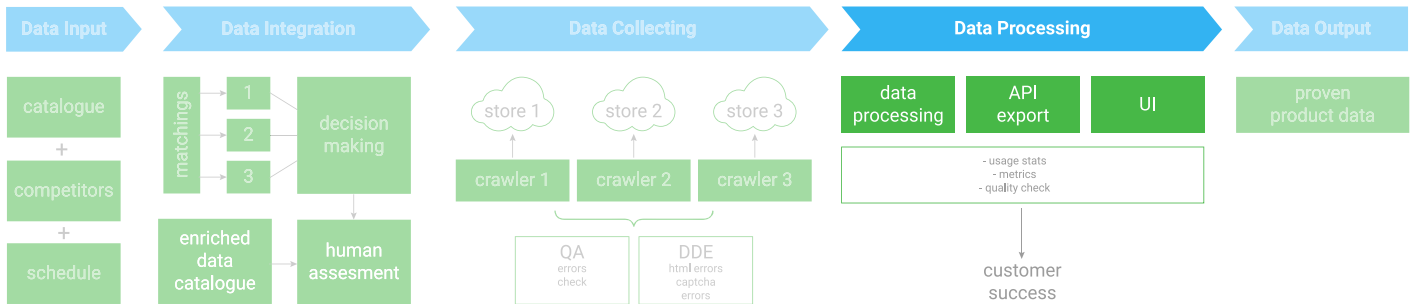 Data Input
Data Integration
Data Collecting
Data Processing
Data Output
catalogue
+
competitors
+
schedule
matchings
1
2
3
decision
making
enriched
data
catalogue
human
assesment
store 1
store 2
store 3
crawler 1
crawler 2
crawler 3
QA
errors
check
DDE
html errors
captcha
errors
data
processing
API
export
UI
- usage stats
- metrics
- quality check
customer
success
proven
product data